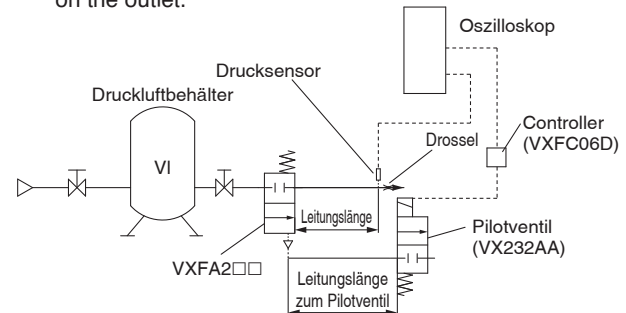 on the outlet.
Oszilloskop
Drucksensor
Druckluftbehälter
Drossel
Controller
(VXFC06D)
VI
Leitungslänge
Pilotventil
(VX232AA)
VXFA2□□
Leitungslänge
zum Pilotventil